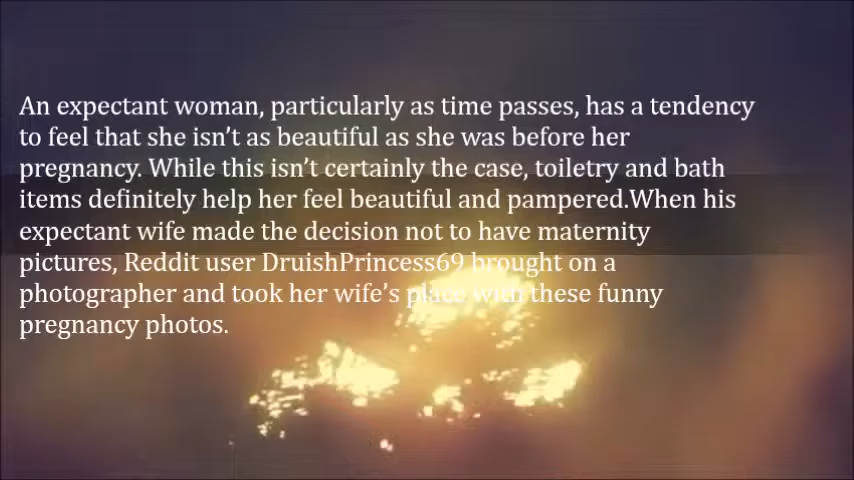 An expectant woman, particularly as time passes, has a tendency
to feel that she isn't as beautiful as she was before her
pregnancy. While this isn't certainly the case, toiletry and bath
items definitely help her feel beautiful and pampered.When his
expectant wife made the decision not to have maternity
pictures, Reddit user DruishPrincess69 brought on a
photographer and took her wife's place with these funny
pregnancy photos.